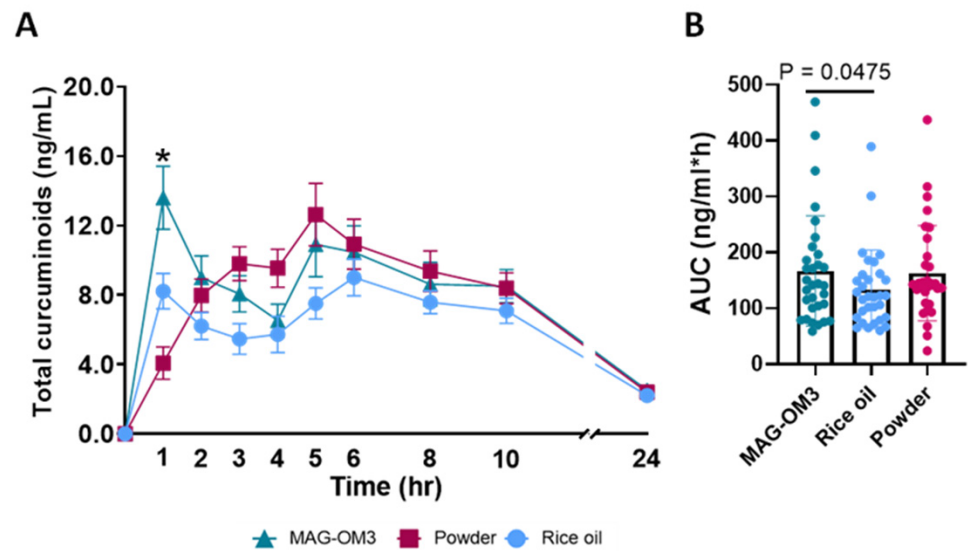 A
Total curcuminoids (ng/mL)
20.0
16.0
12.0
8.0
4.0
0.0
*
1 2 3 4 5 6 8 10 24
Time (hr)
MAG-OM3 Powder Rice oil
B
P = 0.0475
AUC (ng/ml*h)
500
400
300
200
100
0
MAG-OM3
Rice oil
Powder